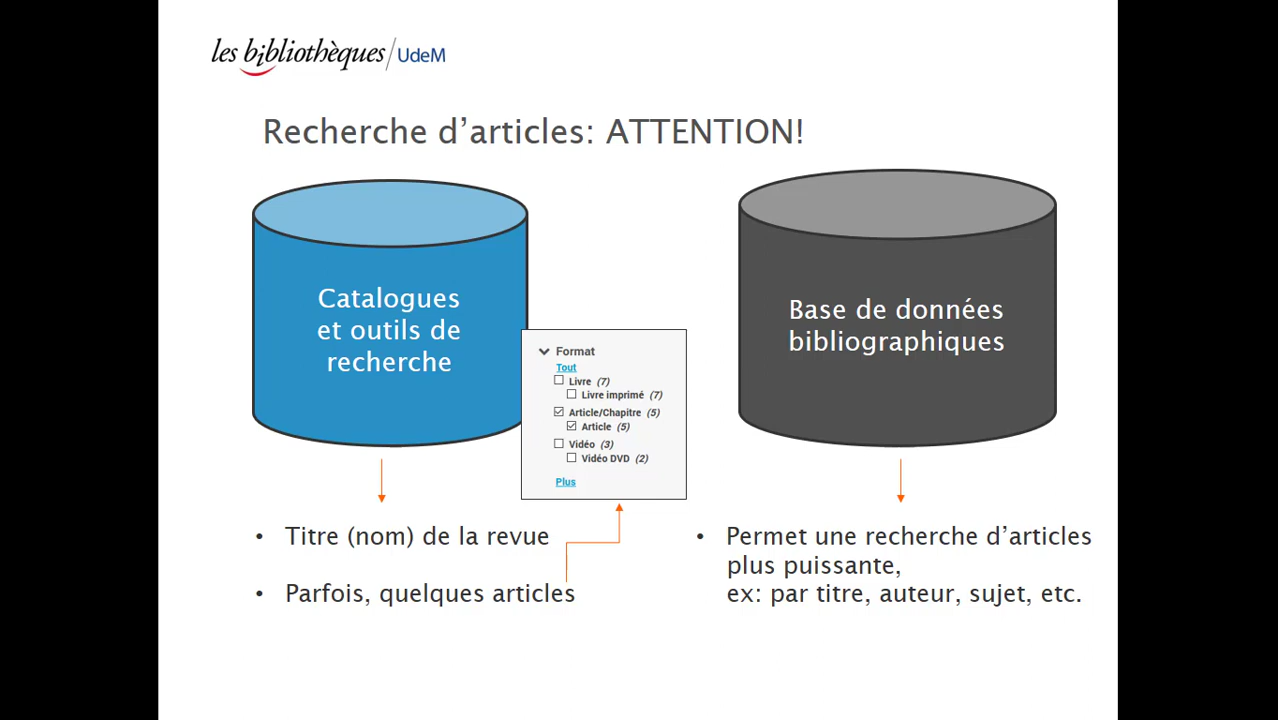 les bibliothèques/UdeM
Recherche d’articles: ATTENTION!
Catalogues
et outils de
recherche
Format
Tout
Livre (7)
Livre imprimé (7)
Article/Chapitre (5)
Article (5)
Vidéo (3)
Vidéo DVD (2)
Plus
Base de données
bibliographiques
• Titre (nom) de la revue
• Parfois, quelques articles
• Permet une recherche d’articles
plus puissante,
ex: par titre, auteur, sujet, etc.